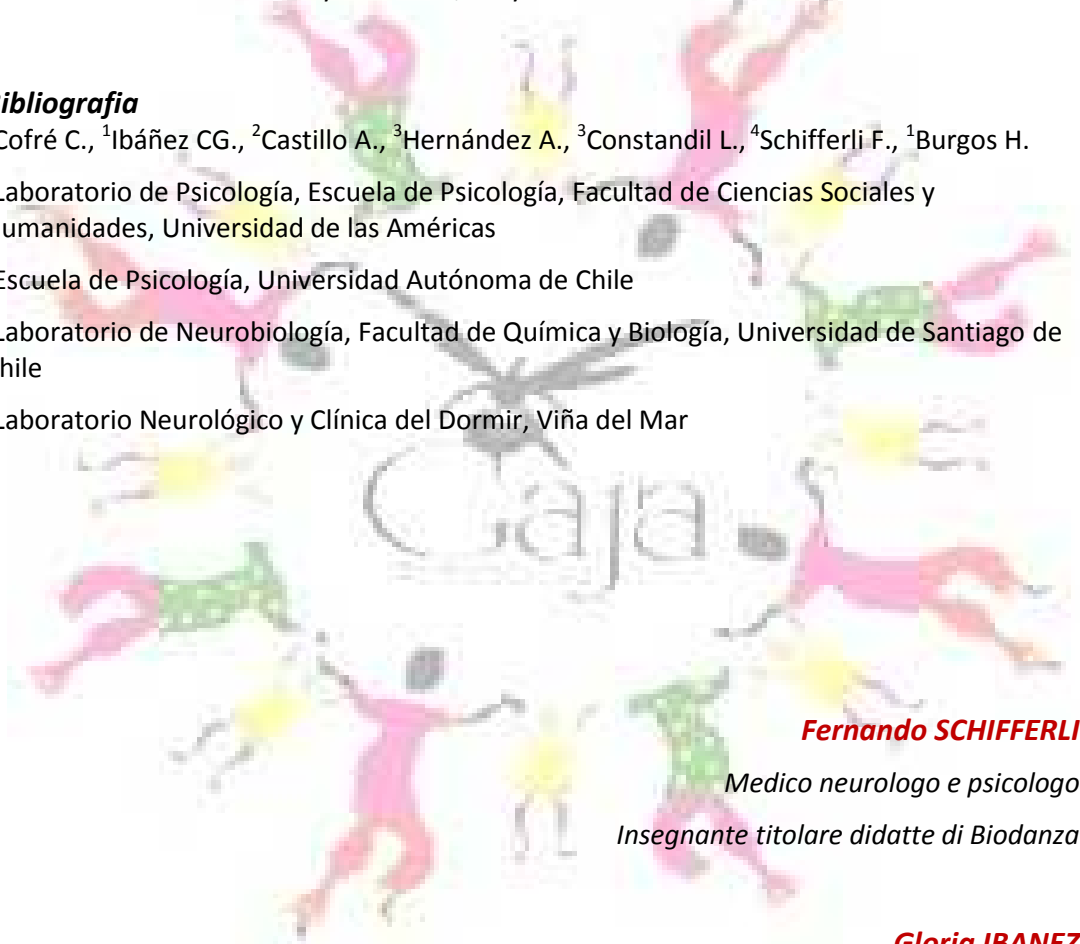 Bibliografia
Cofré C., ¹Ibáñez CG., ²Castillo A., ³Hernández A., ³Constandil L., ⁴Schifferli F., ¹Burgos H.
Laboratorio de Psicología, Escuela de Psicología, Facultad de Ciencias Sociales y
umanidades, Universidad de las Américas
Escuela de Psicología, Universidad Autónoma de Chile
Laboratorio de Neurobiología, Facultad de Química y Biología, Universidad de Santiago de
hile
Laboratorio Neurológico y Clínica del Dormir, Viña del Mar
Gaja
Fernando SCHIFFERLI
Medico neurologo e psicologo
Insegnante titolare didatte di Biodanza
Gloria IBANEZ